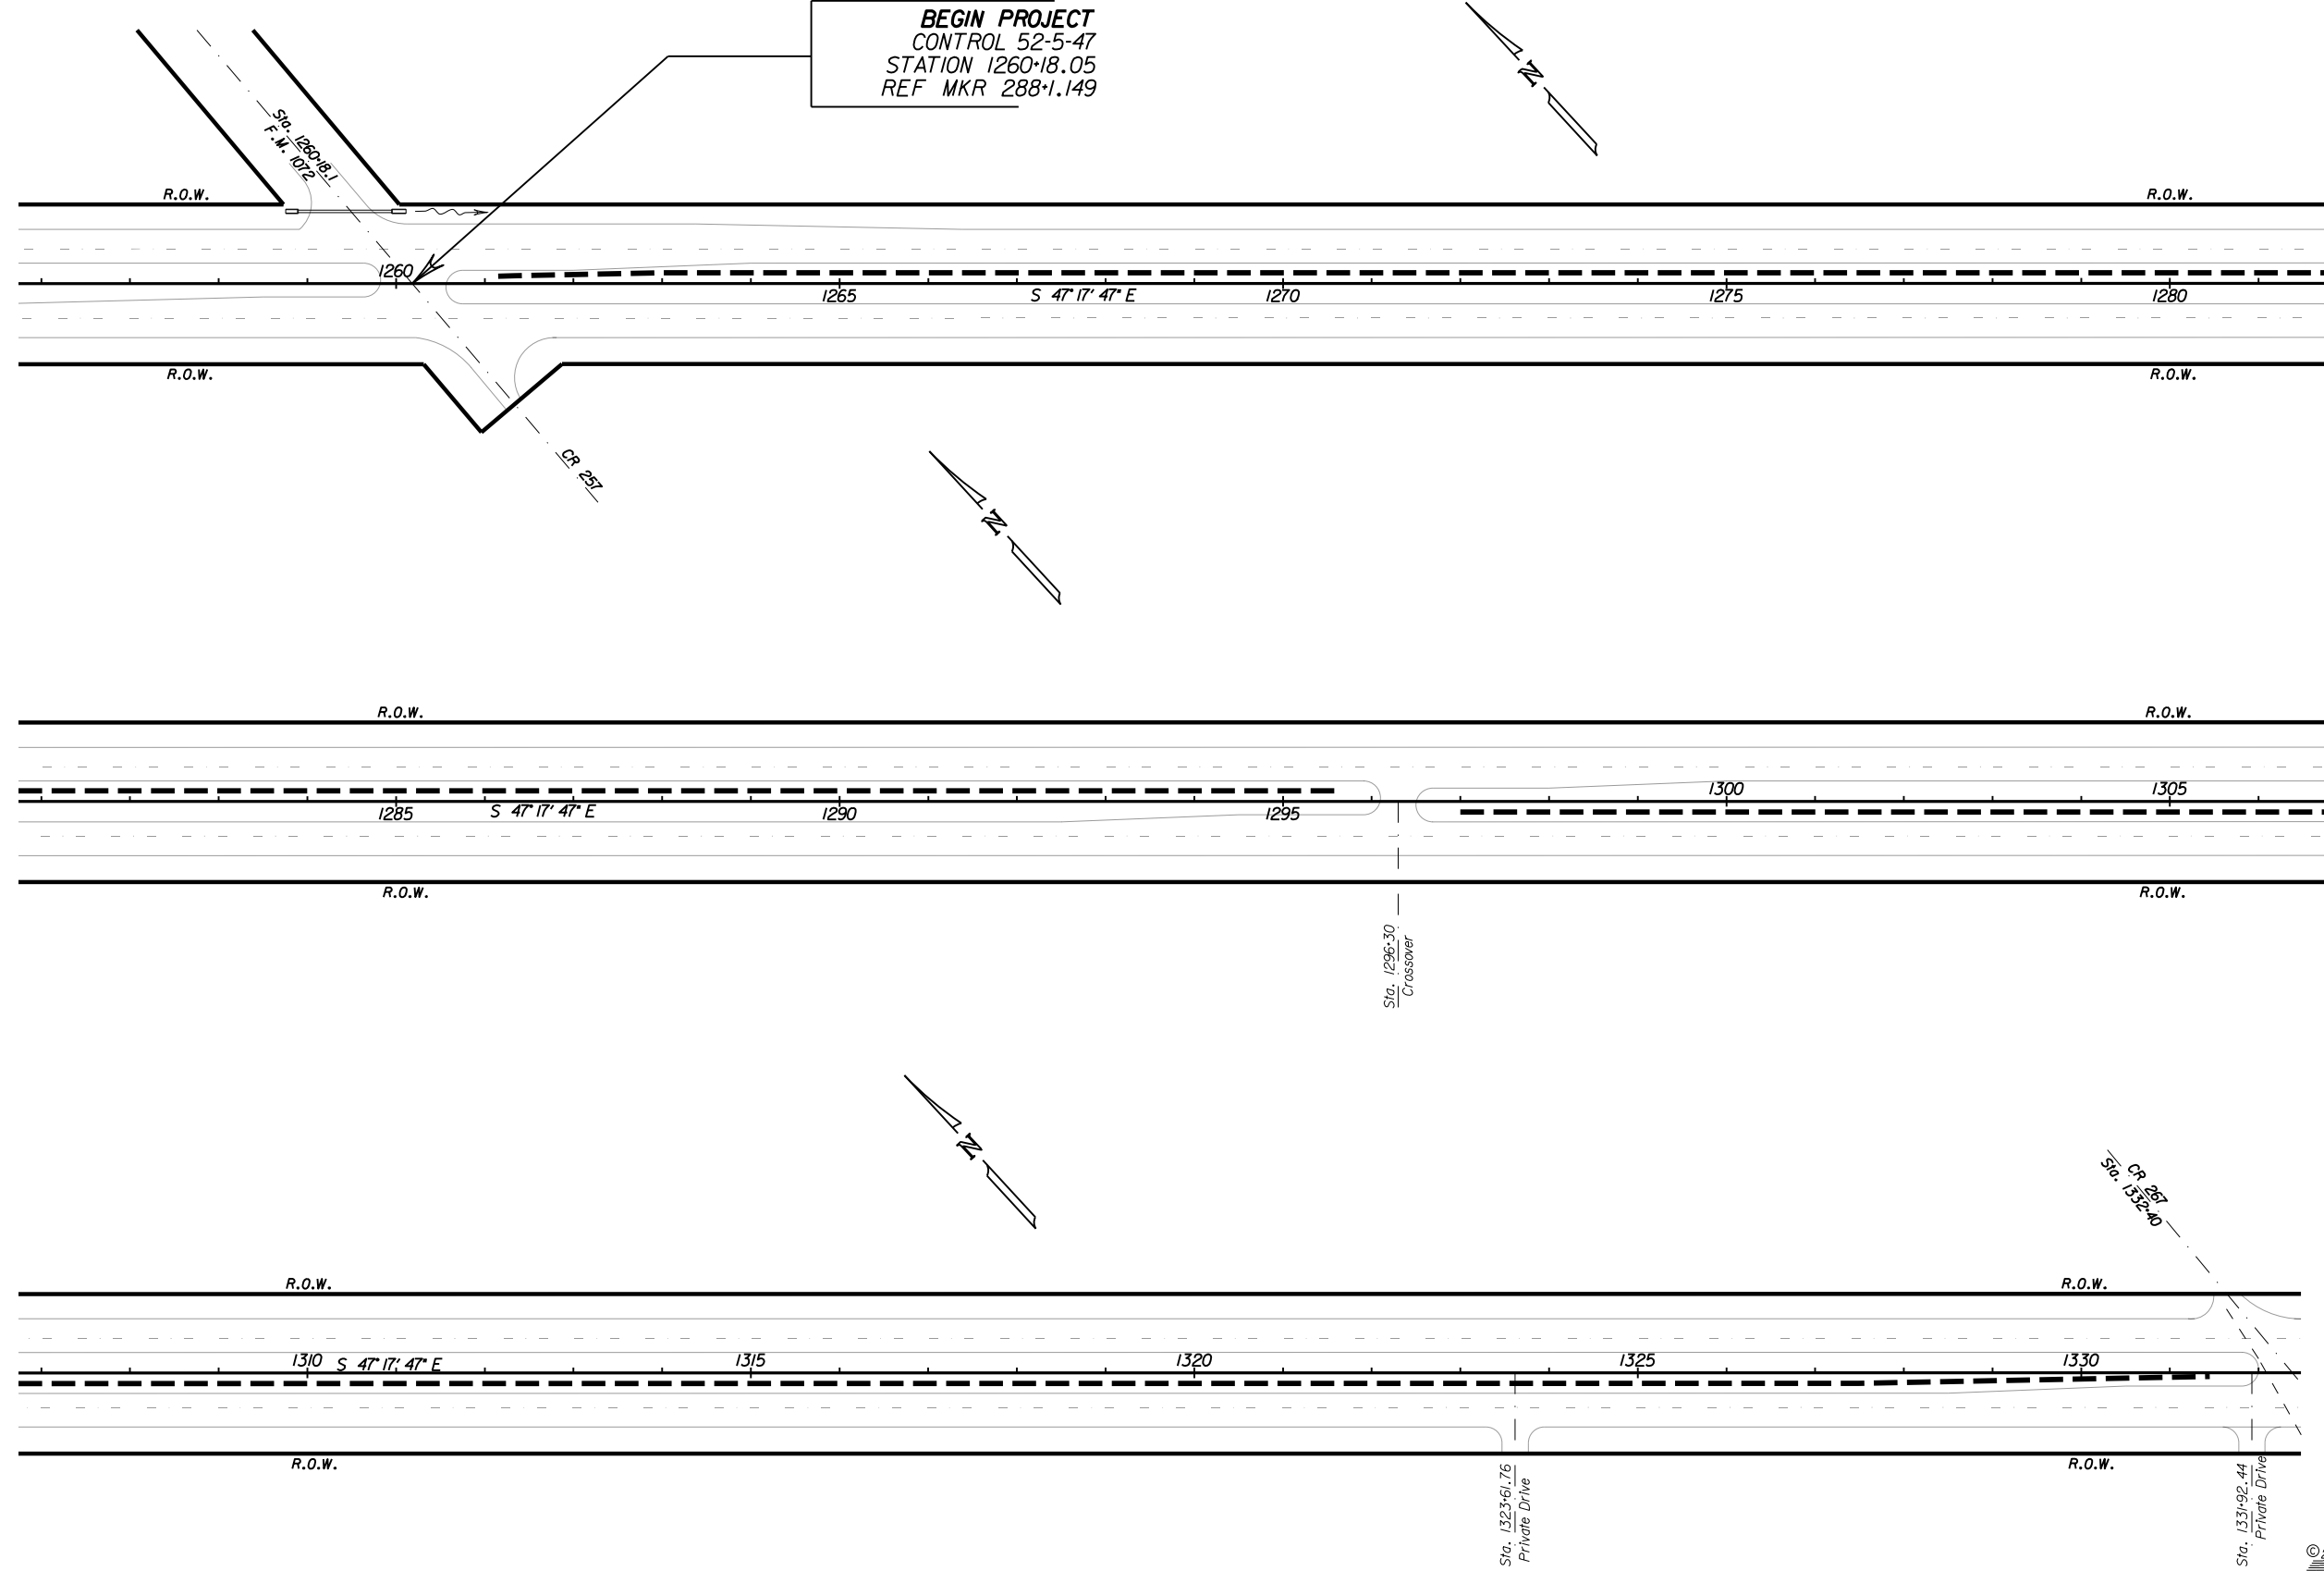 BEGIN PROJECT
CONTROL 52-5-47
STATION 1260+18.05
REF MKR 288+1.149
N
Sta. 1260+18.1
F.M. 1072
R.O.W.
R.O.W.
1260
1265
S 47° 17' 47" E
1270
1275
1280
R.O.W.
R.O.W.
CR 257
N
R.O.W.
R.O.W.
1285
S 47° 17' 47" E
1290
1295
1300
1305
R.O.W.
R.O.W.
Sta. 1296+30
Crossover
N
CR 267
Sta. 1332+40
R.O.W.
R.O.W.
1310
S 47° 17' 47" E
1315
1320
1325
1330
R.O.W.
R.O.W.
Sta. 1323+61.76
Private Drive
Sta. 1331+92.44
Private Drive
©